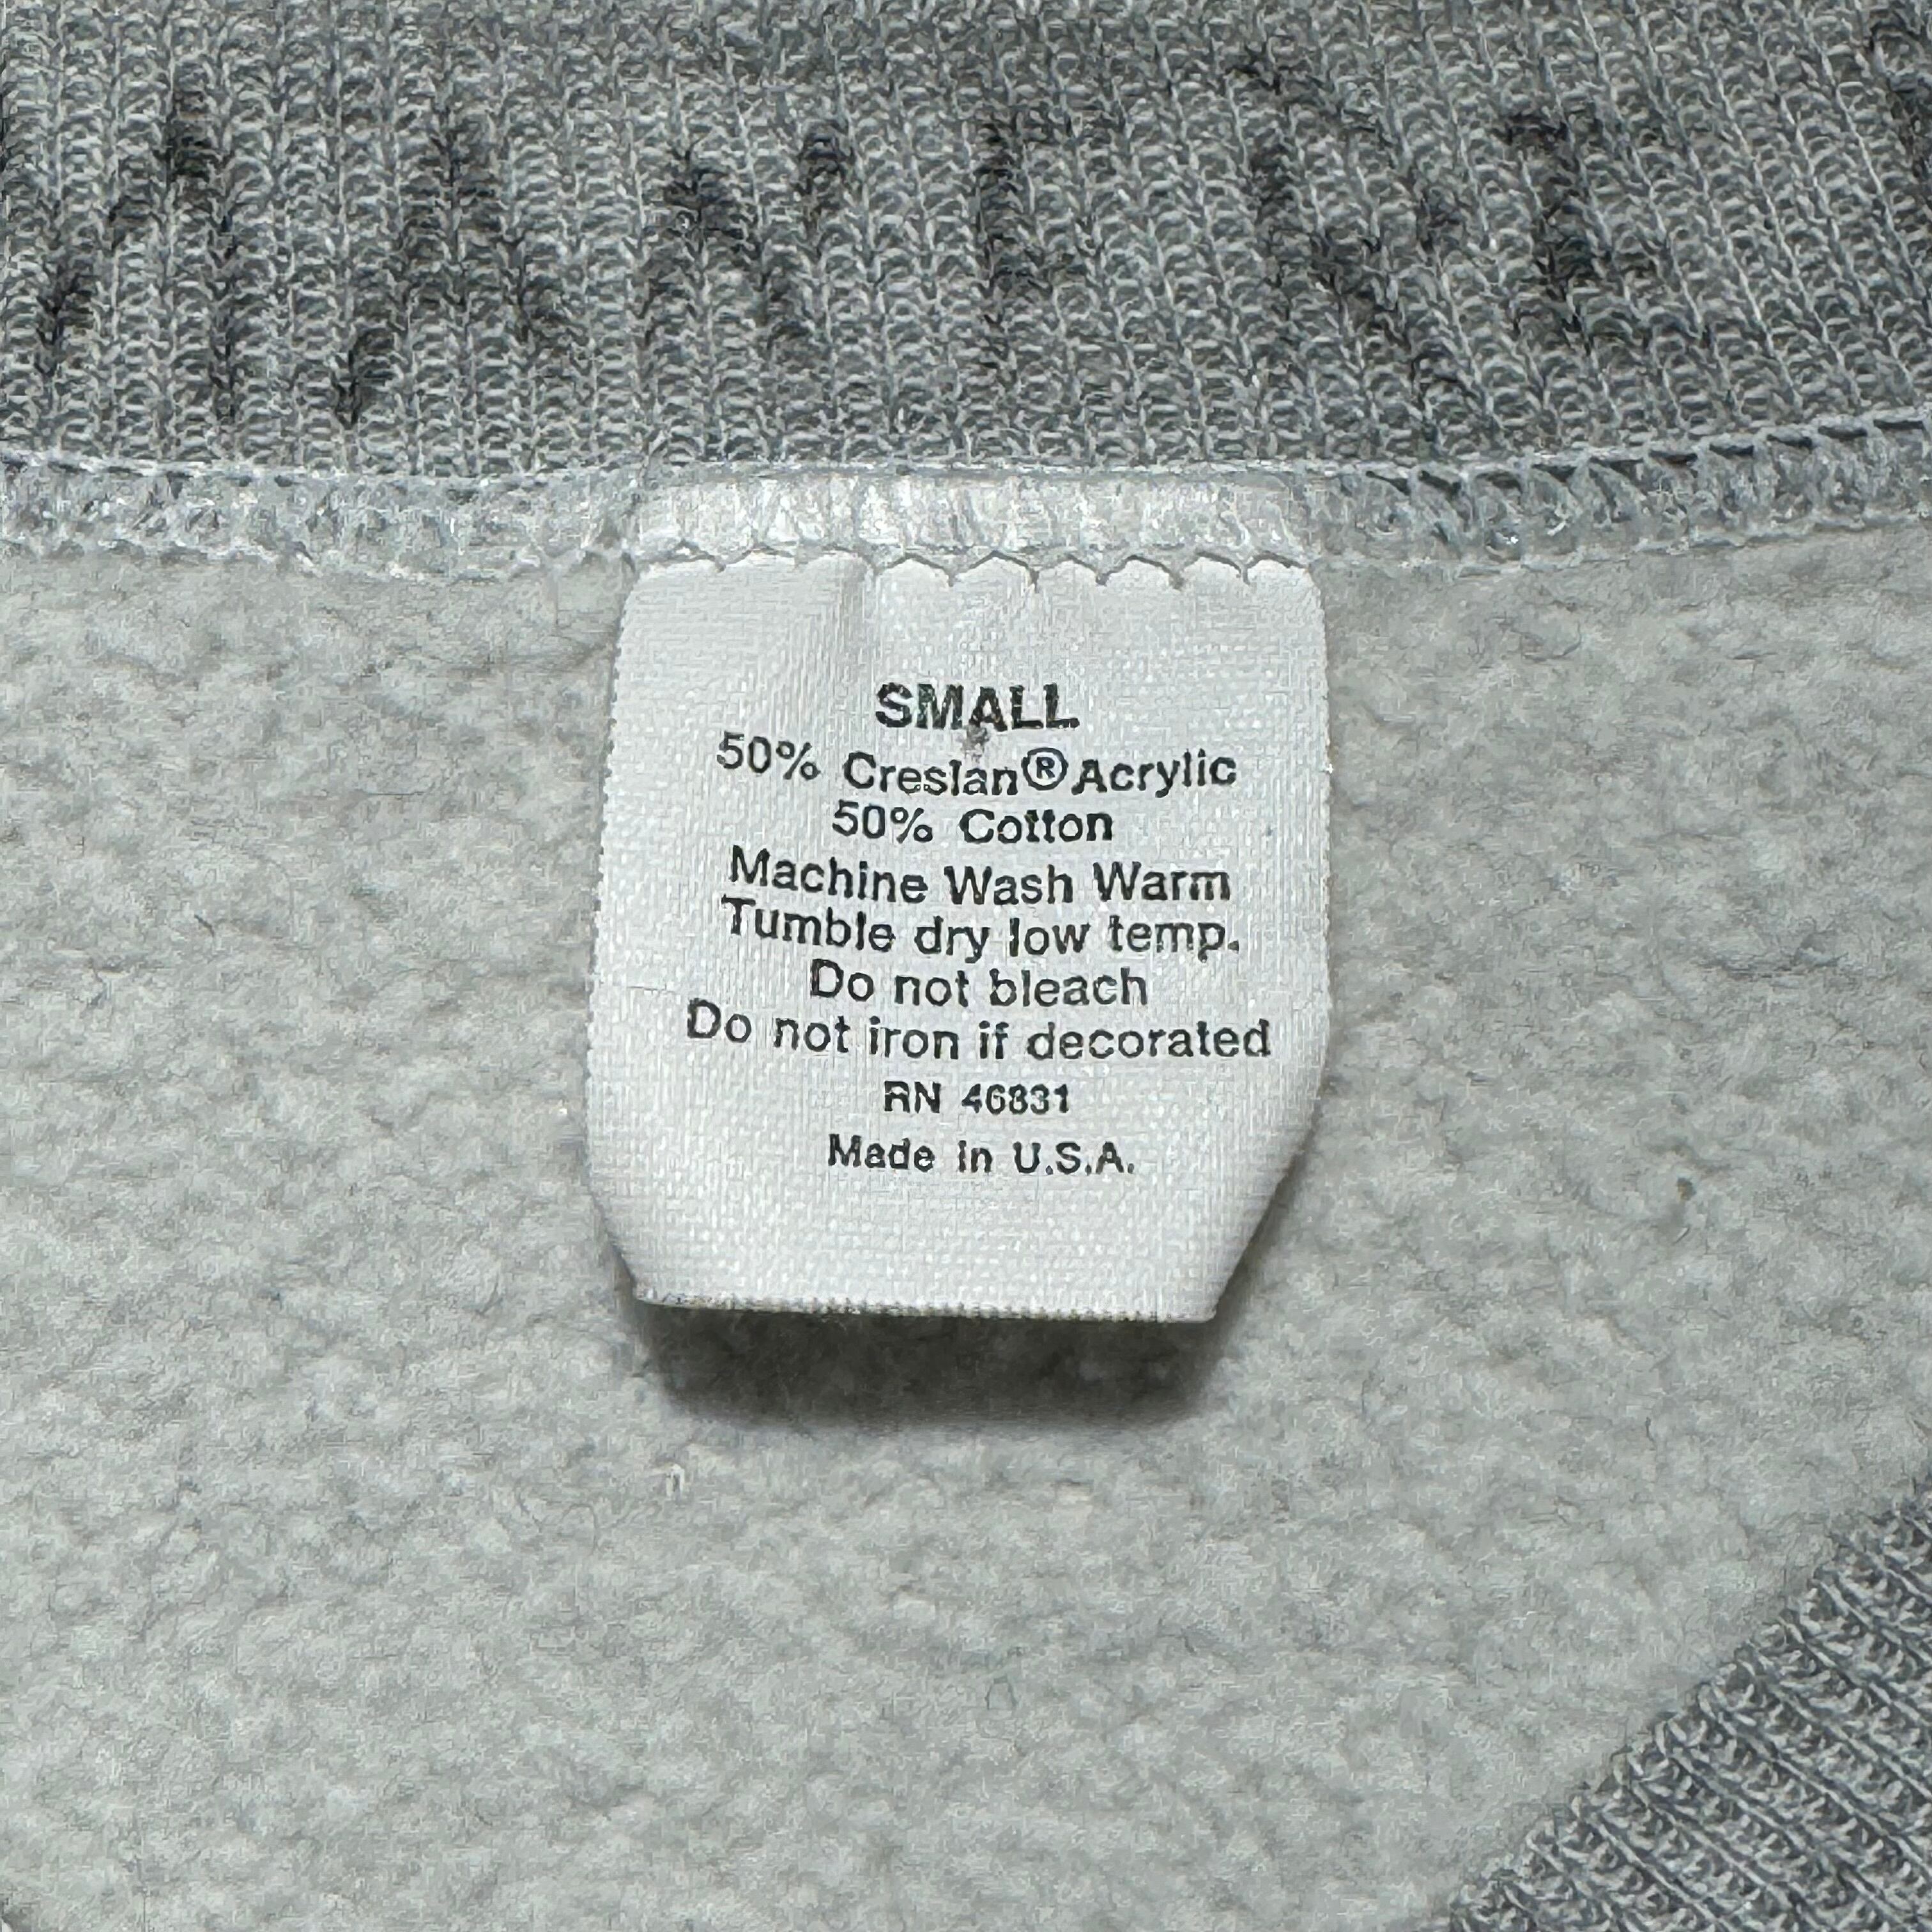 SMALL
50% Creslan® Acrylic
50% Cotton
Machine Wash Warm
Tumble dry low temp.
Do not bleach
Do not iron if decorated
RN 46831
Made in U.S.A.